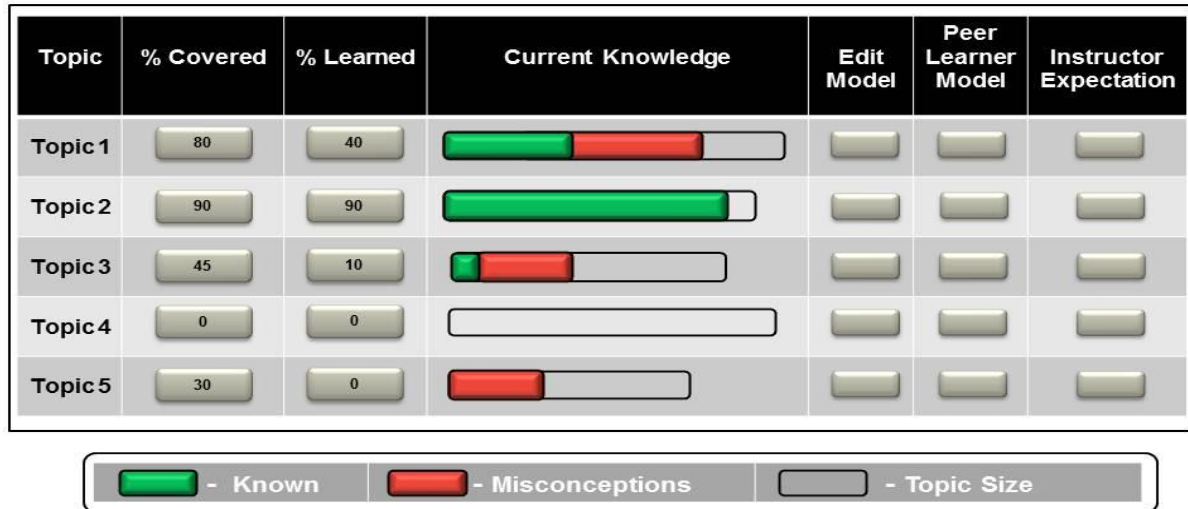 Topic % Covered % Learned Current Knowledge Edit Model Peer Learner Model Instructor Expectation
Topic 1 80 40
Topic 2 90 90
Topic 3 45 10
Topic 4 0 0
Topic 5 30 0
- Known - Misconceptions - Topic Size